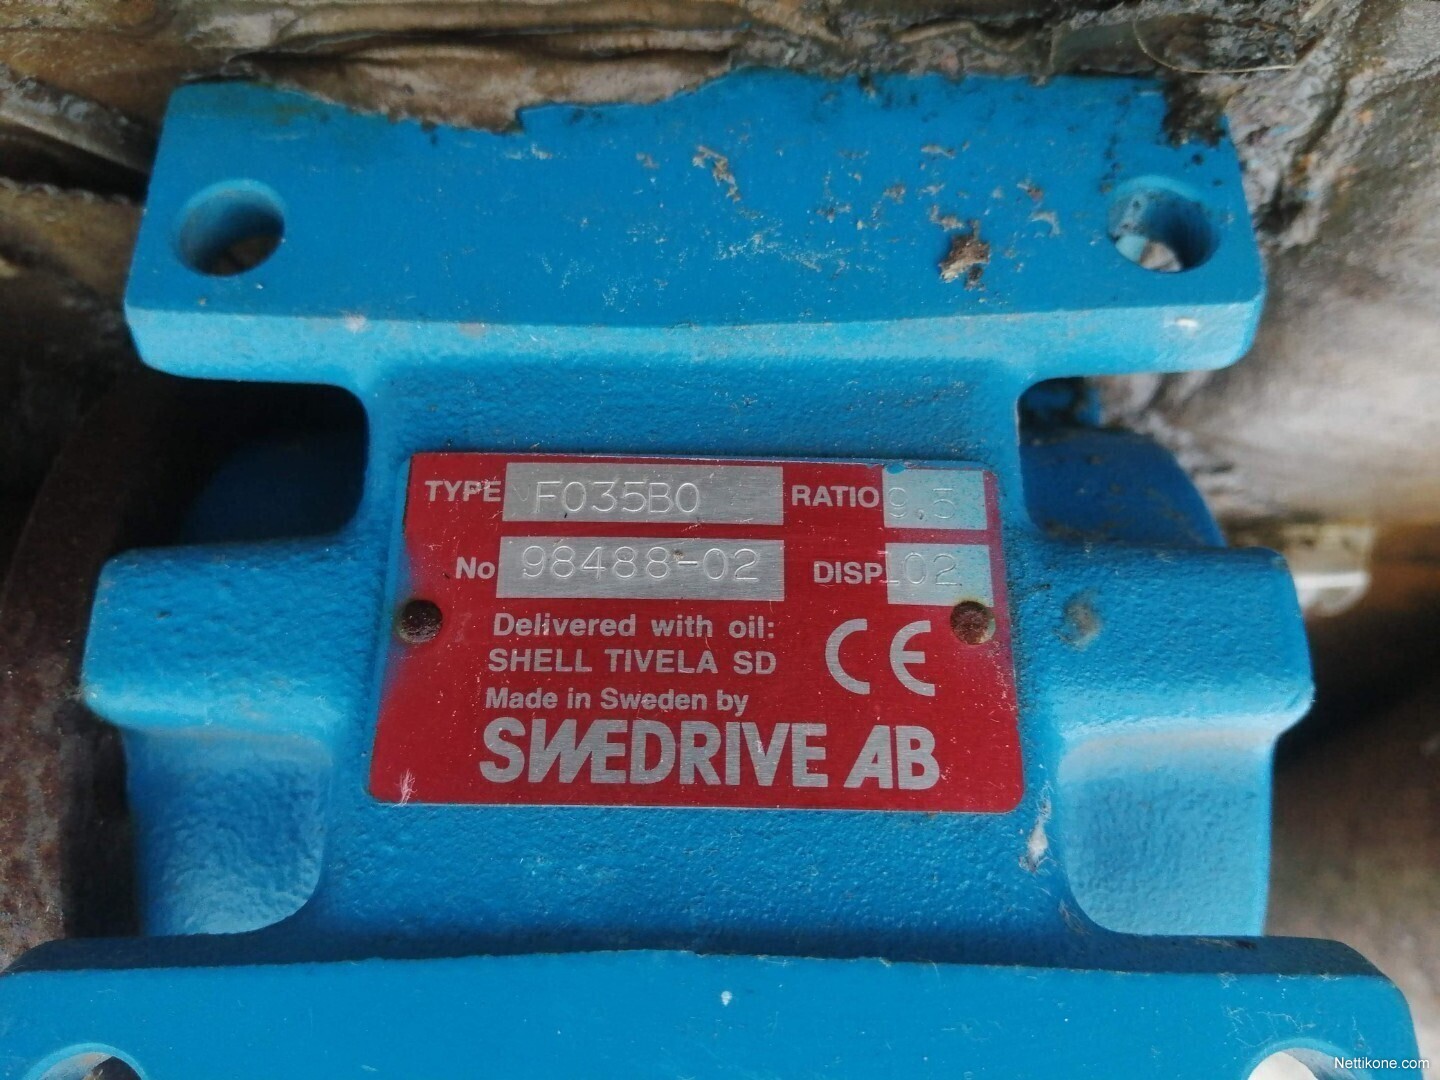 TYPE F035B0 RATIO 9,5
No 98488-02 DISP 102
Delivered with oil:
SHELL TIVELA SD
CE
Made in Sweden by
SWEDRIVE AB
Nettikone.com